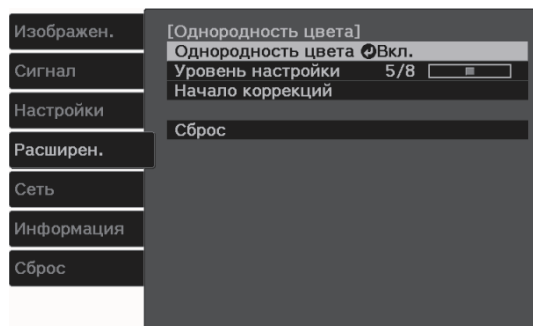 Изображен.
Сигнал
Настройки
Расширен.
Сеть
Информация
Сброс
[Однородность цвета]
Однородность цвета Вкл.
Уровень настройки 5/8
Начало коррекций
Сброс